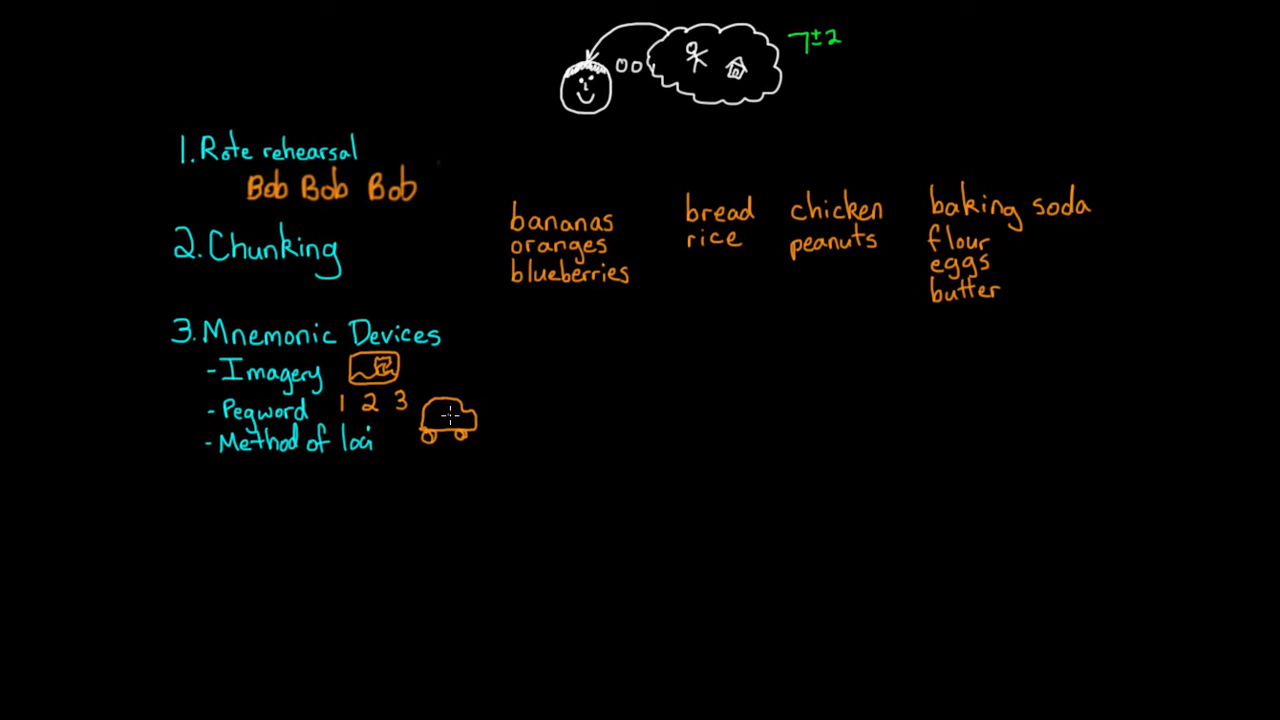 7±2
1. Rote rehearsal
Bob Bob Bob
2. Chunking
bananas
oranges
blueberries
bread
rice
chicken
peanuts
baking soda
flour
eggs
butter
3. Mnemonic Devices
- Imagery
- Pegword 1 2 3
- Method of loci